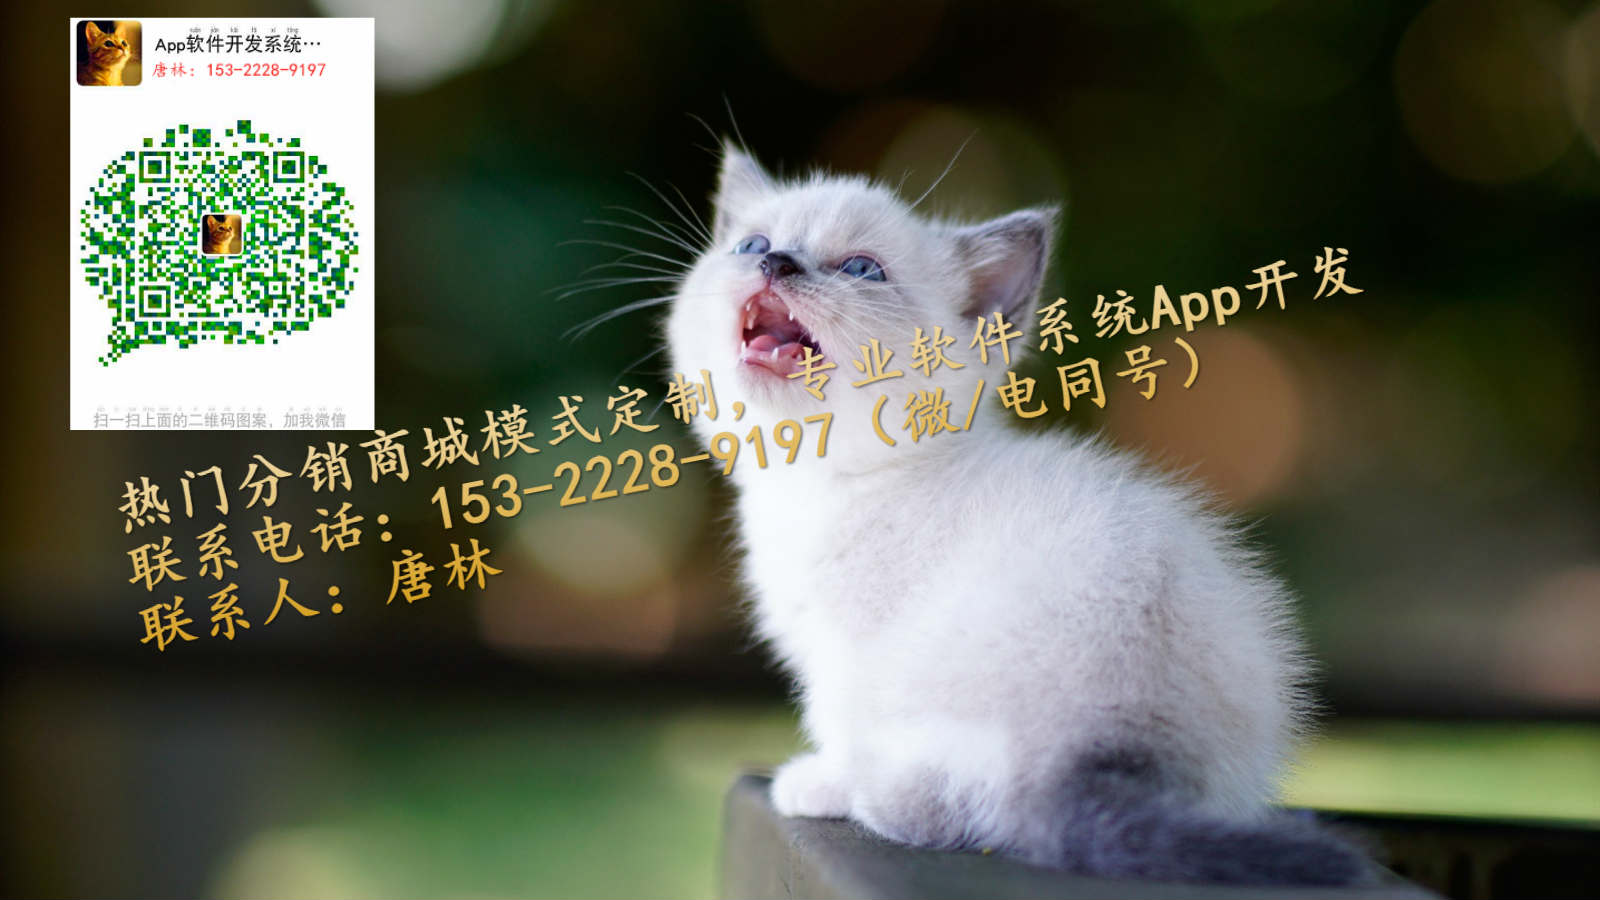 App软件开发系统…
唐林：153-2228-9197
扫一扫上面的二维码图案，加我微信
热门分销商城模式定制，专业软件系统App开发
联系电话：153-2228-9197（微/电同号）
联系人：唐林